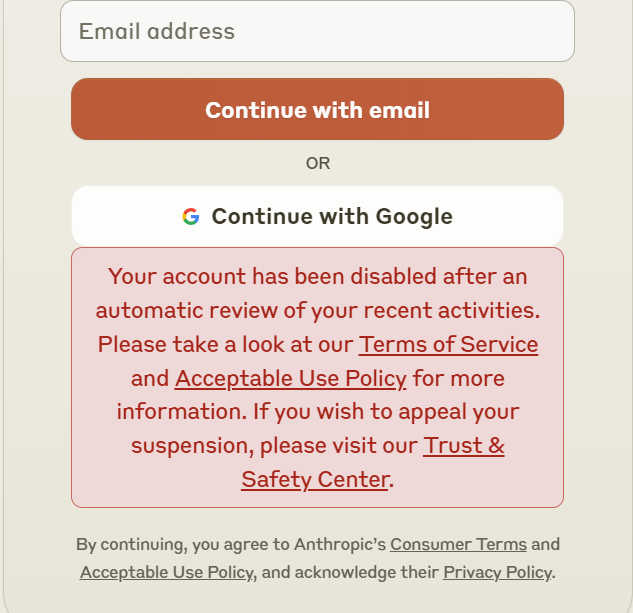 Email address
Continue with email
OR
Continue with Google
Your account has been disabled after an
automatic review of your recent activities.
Please take a look at our Terms of Service
and Acceptable Use Policy for more
information. If you wish to appeal your
suspension, please visit our Trust &
Safety Center.
By continuing, you agree to Anthropic's Consumer Terms and
Acceptable Use Policy, and acknowledge their Privacy Policy.